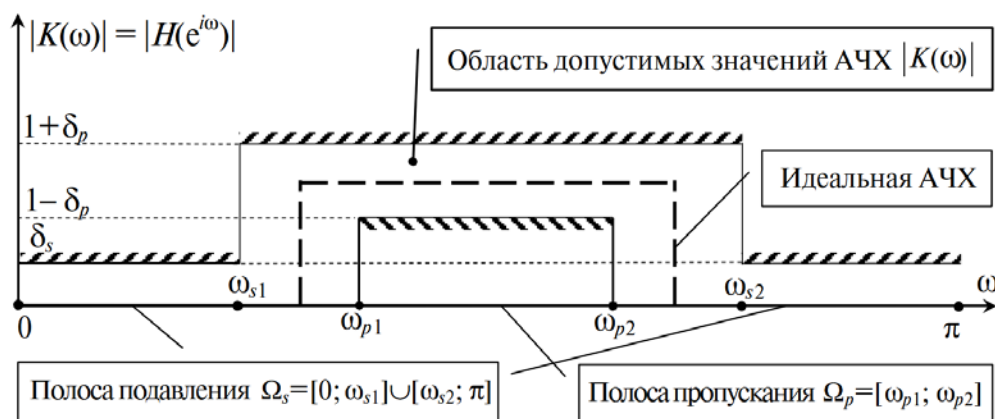 |K(ω)| = |H(e^{iω})|
Область допустимых значений АЧХ |K(ω)|
1+δ_p
Идеальная АЧХ
1−δ_p
δ_s
ω_{s1}
ω_{s2}
ω
0
ω_{p1}
ω_{p2}
π
Полоса подавления Ω_s=[0; ω_{s1}]∪[ω_{s2}; π]
Полоса пропускания Ω_p=[ω_{p1}; ω_{p2}]